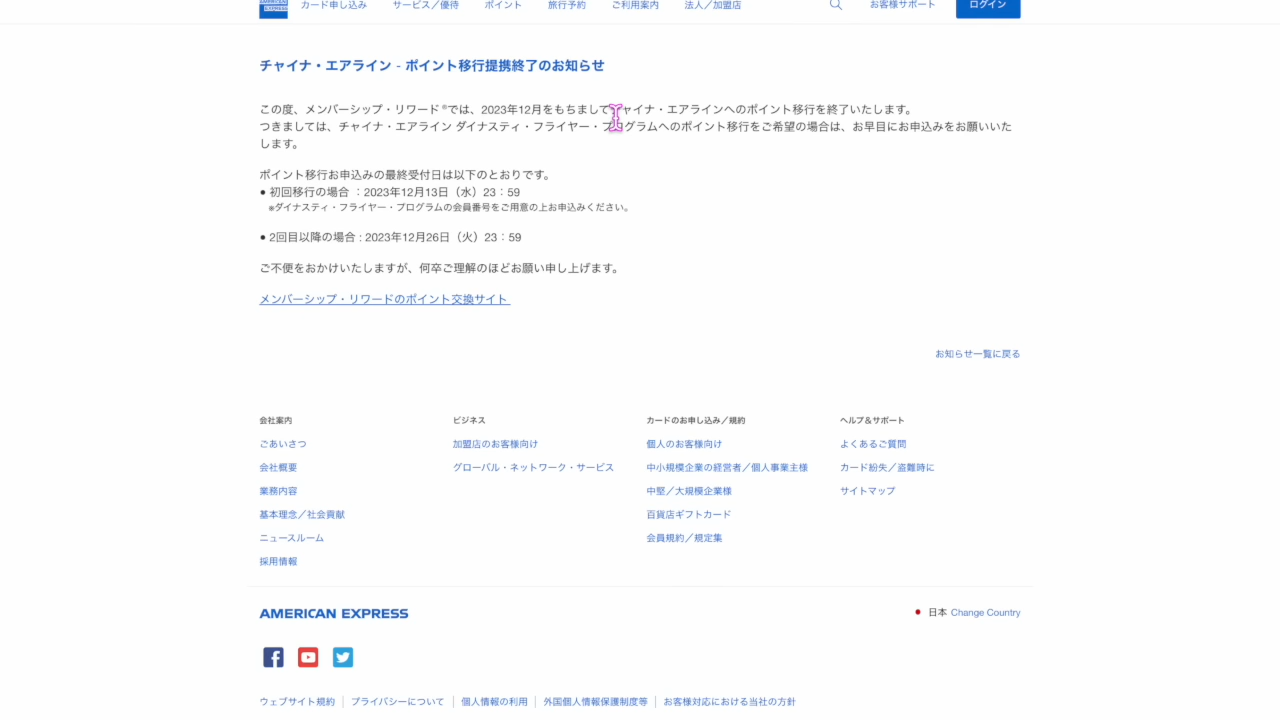 AMERICAN EXPRESS
カード申し込み サービス／優待 ポイント 旅行予約 ご利用案内 法人／加盟店 お客様サポート ログイン
チャイナ・エアライン - ポイント移行提携終了のお知らせ
この度、メンバーシップ・リワード®では、2023年12月をもちましてチャイナ・エアラインへのポイント移行を終了いたします。
つきましては、チャイナ・エアライン ダイナスティ・フライヤー・プログラムへのポイント移行をご希望の場合は、お早目にお申込みをお願いいた
します。
ポイント移行お申込みの最終受付日は以下のとおりです。
● 初回移行の場合 ：2023年12月13日（水）23：59
※ダイナスティ・フライヤー・プログラムの会員番号をご用意の上お申込みください。
● 2回目以降の場合 : 2023年12月26日（火）23：59
ご不便をおかけいたしますが、何卒ご理解のほどお願い申し上げます。
メンバーシップ・リワードのポイント交換サイト
お知らせ一覧に戻る
会社案内 ビジネス カードのお申し込み／規約 ヘルプ＆サポート
ごあいさつ 加盟店のお客様向け 個人のお客様向け よくあるご質問
会社概要 グローバル・ネットワーク・サービス 中小規模企業の経営者／個人事業主様 カード紛失／盗難時に
業務内容 中堅／大規模企業様 サイトマップ
基本理念／社会貢献 百貨店ギフトカード
ニュースルーム 会員規約／規定集
採用情報
AMERICAN EXPRESS 日本 Change Country
ウェブサイト規約 プライバシーについて 個人情報の利用 外国個人情報保護制度等 お客様対応における当社の方針